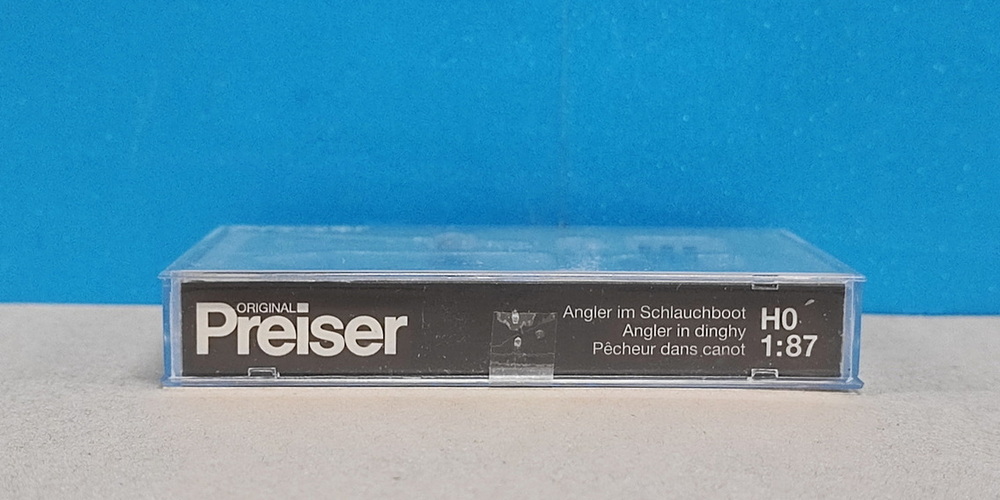 ORIGINAL
Preiser
Angler im Schlauchboot
Angler in dinghy
Pêcheur dans canot
H0
1:87